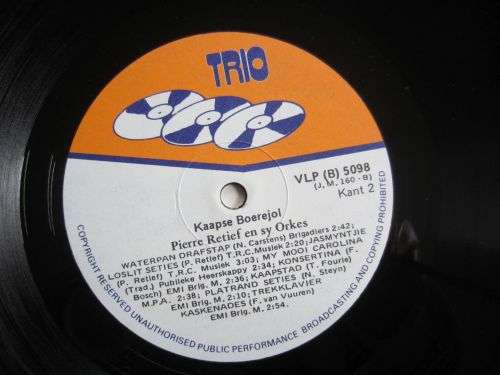 TRIO
VLP (B) 5098
(J.M. 160 - B)
Kant 2
Kaapse Boerejol
Pierre Retief en sy Orkes
WATERPAN DRAFSTAP (N. Carstens) Brigadiers 2:42;
LOSLIT SETIES (P. Retief) T.R.C. Musiek 2:20; JASMYNTJIE
(P. Retief) T.R.C. Musiek 3:03; MY MOOI CAROLINA
(Trad.) Publieke Heerskappy 2:34; KONSERTINA (F.
Bosch) EMI Brig. M. 2:36; KAAPSTAD (T. Fourie)
M.P.A. 2:38; PLATRAND SETIES (N. Steyn)
EMI Brig. M. 2:10; TREKKLAVIER
KASKENADES (F. van Vuuren)
EMI Brig. M. 2:54.
COPYRIGHT RESERVED UNAUTHORISED PUBLIC PERFORMANCE BROADCASTING AND COPYING PROHIBITED